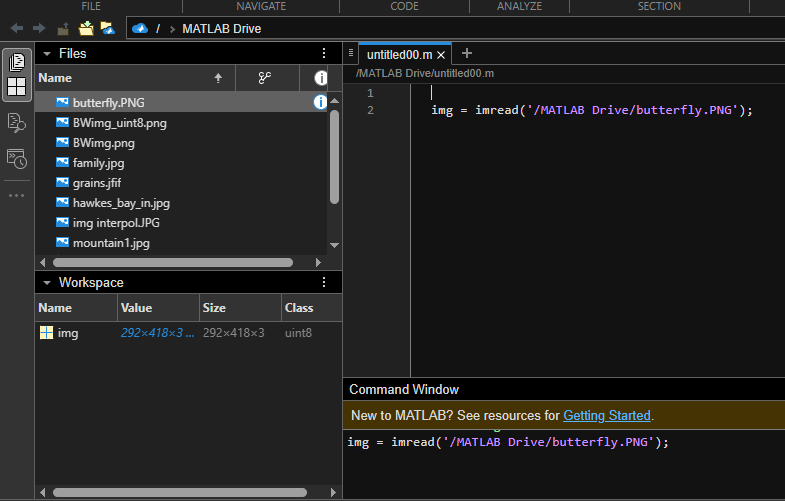 FILE NAVIGATE CODE ANALYZE SECTION
/ › MATLAB Drive
Files
Name
butterfly.PNG
BWimg_uint8.png
BWimg.png
family.jpg
grains.jfif
hawkes_bay_in.jpg
img interpol.JPG
mountain1.jpg
Workspace
Name Value Size Class
img 292×418×3 ... 292×418×3 uint8
untitled00.m × +
/MATLAB Drive/untitled00.m
1
2 img = imread('/MATLAB Drive/butterfly.PNG');
Command Window
New to MATLAB? See resources for Getting Started.
img = imread('/MATLAB Drive/butterfly.PNG');